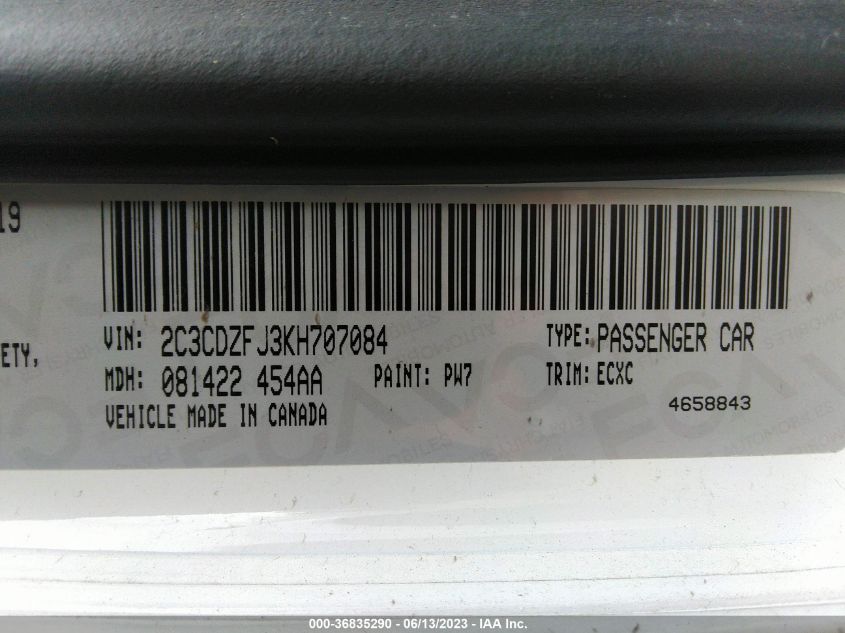 19
VIN: 2C3CDZFJ3KH707084 TYPE: PASSENGER CAR
ETY,
MDH: 081422 454AA PAINT: PW7 TRIM: ECXC
4658843
VEHICLE MADE IN CANADA
000-36835290 - 06/13/2023 - IAA Inc.